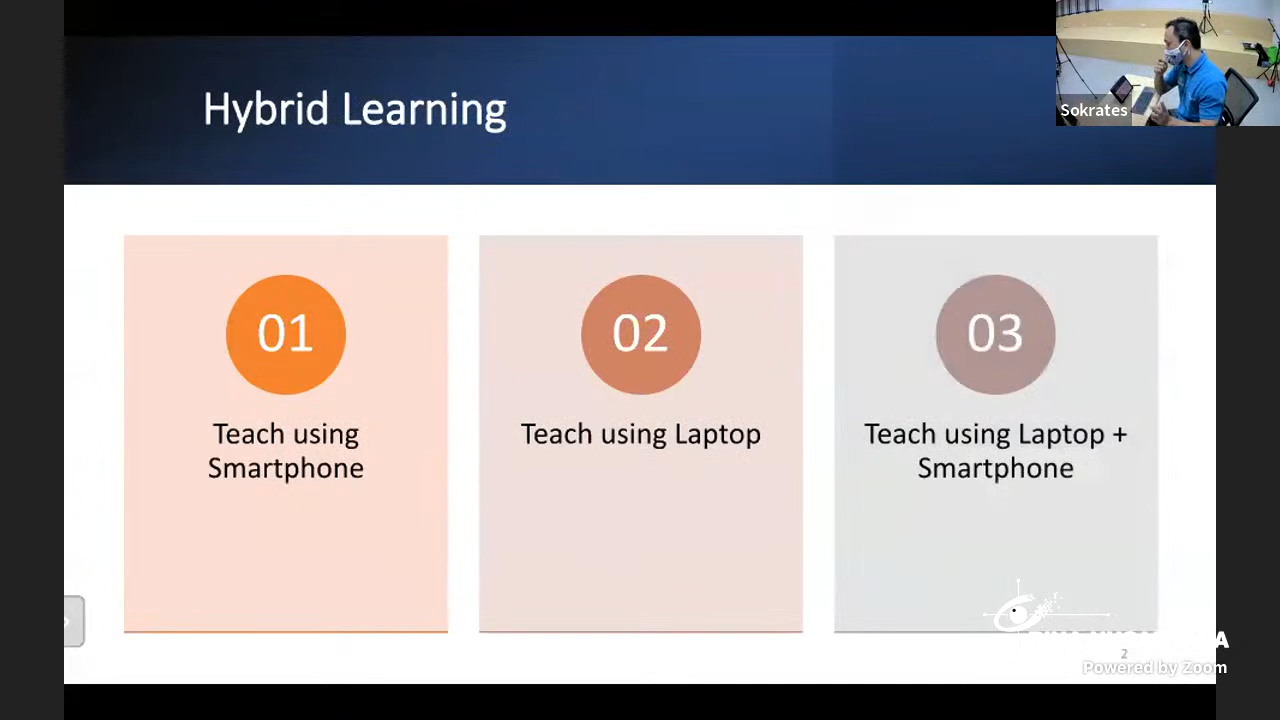 Hybrid Learning
Sokrates
01
Teach using
Smartphone
02
Teach using Laptop
03
Teach using Laptop +
Smartphone
2
Powered by Zoom